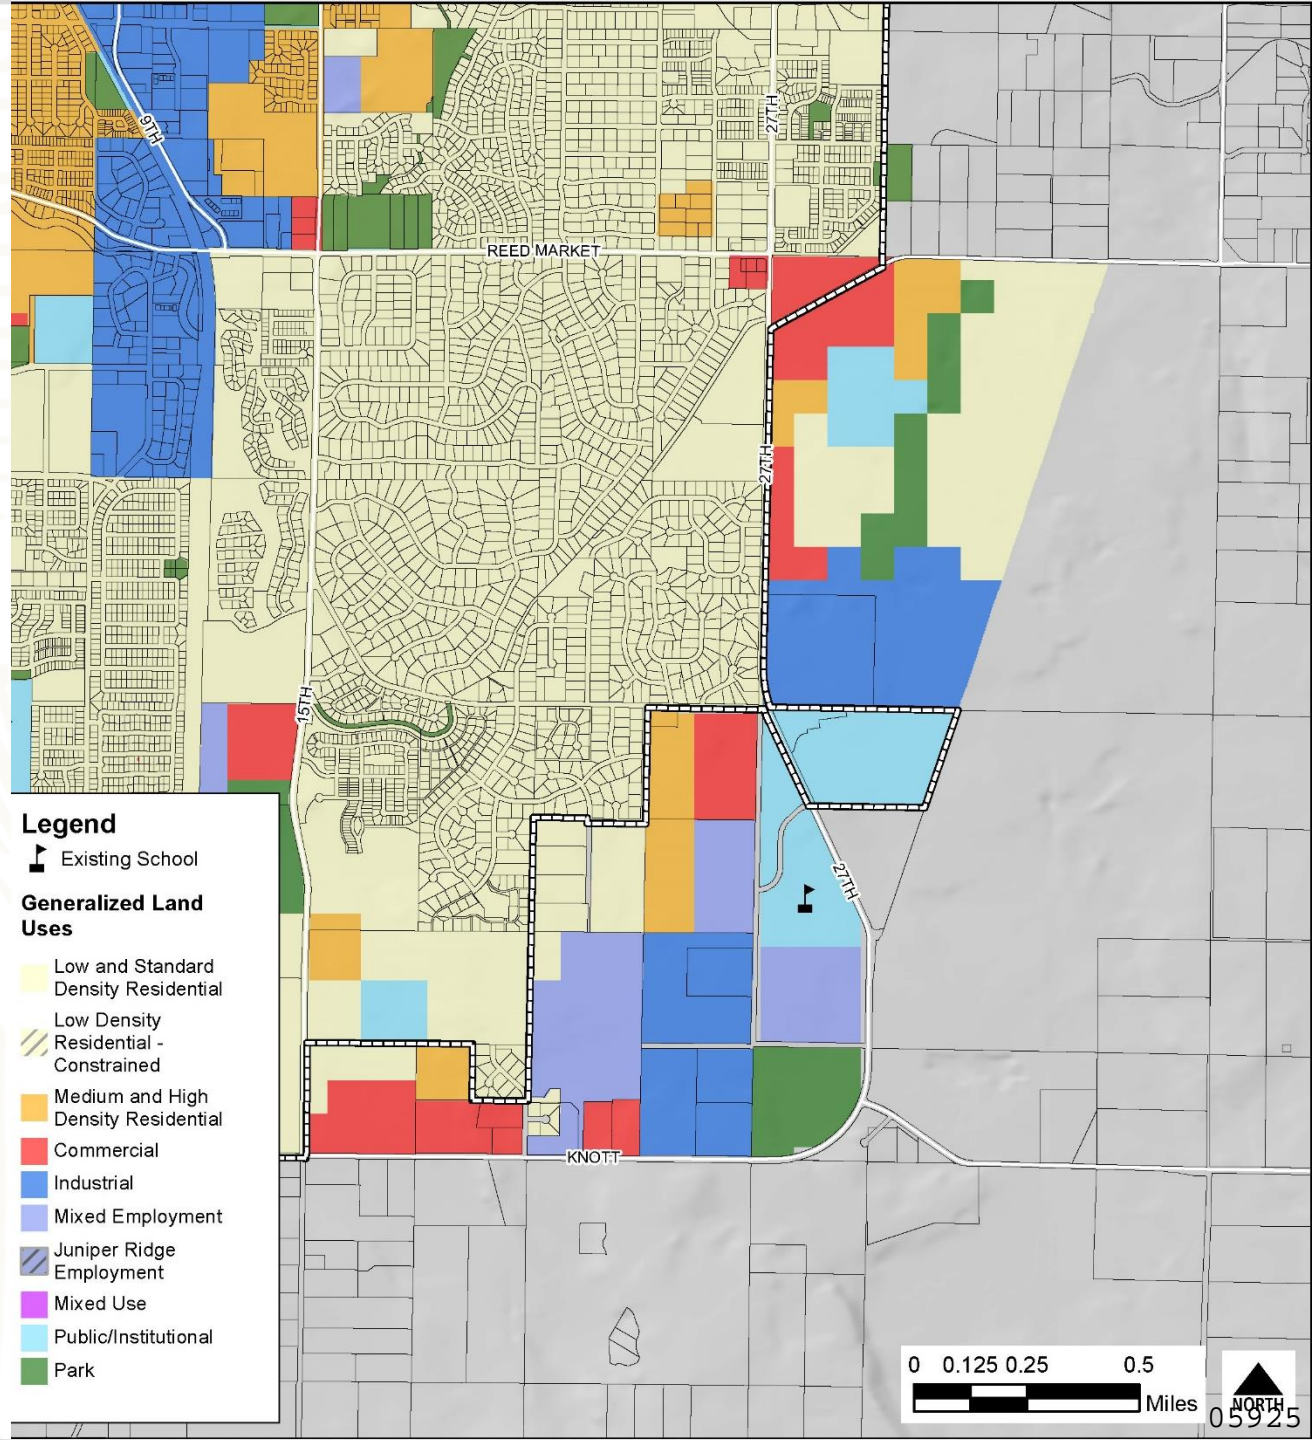 9TH
27TH
REED MARKET
27TH
15TH
27TH
KNOTT
Legend
Existing School
Generalized Land
Uses
Low and Standard
Density Residential
Low Density
Residential -
Constrained
Medium and High
Density Residential
Commercial
Industrial
Mixed Employment
Juniper Ridge
Employment
Mixed Use
Public/Institutional
Park
0 0.125 0.25 0.5
Miles
NORTH
05925